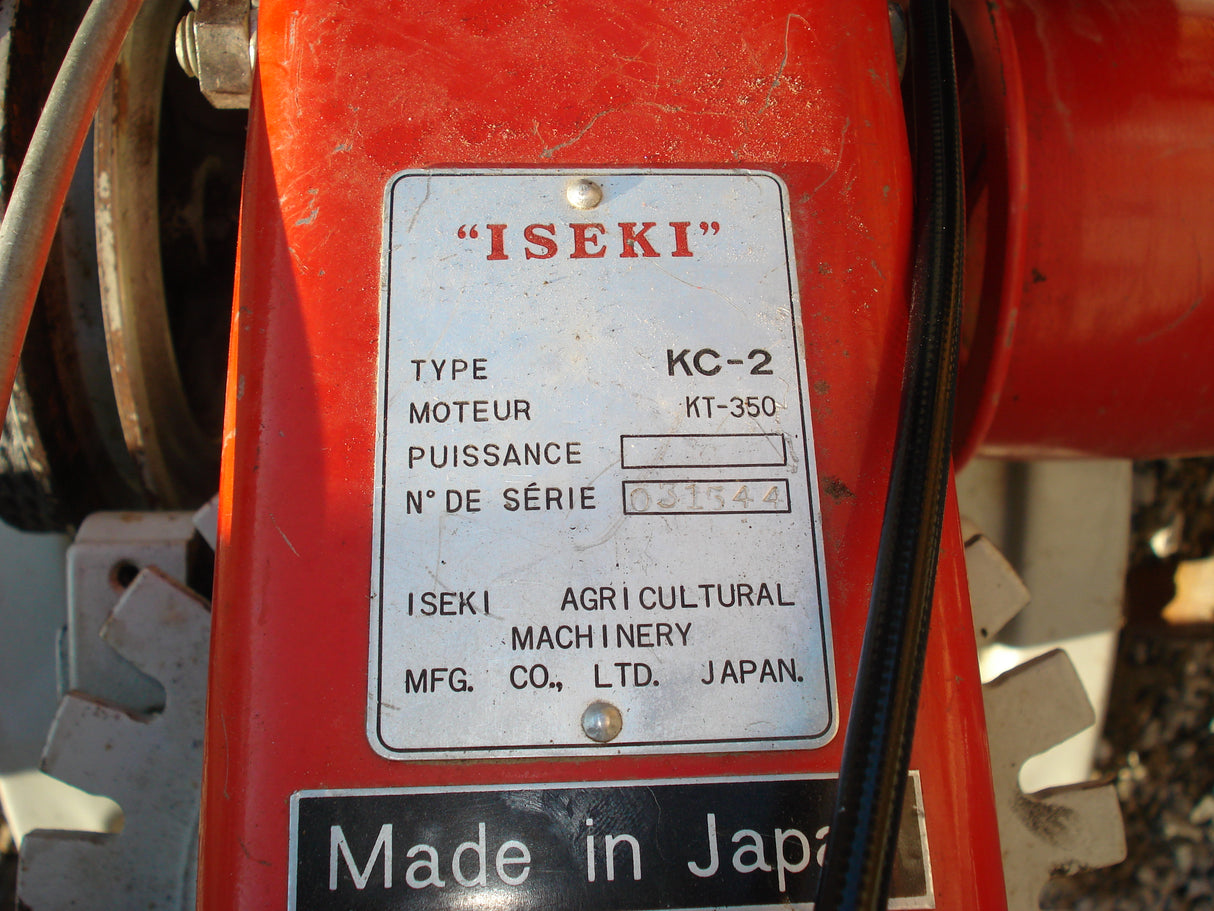 "ISEKI"
TYPE KC-2
MOTEUR KT-350
PUISSANCE
N° DE SÉRIE 031544
ISEKI AGRICULTURAL
MACHINERY
MFG. CO., LTD. JAPAN.
Made in Japa